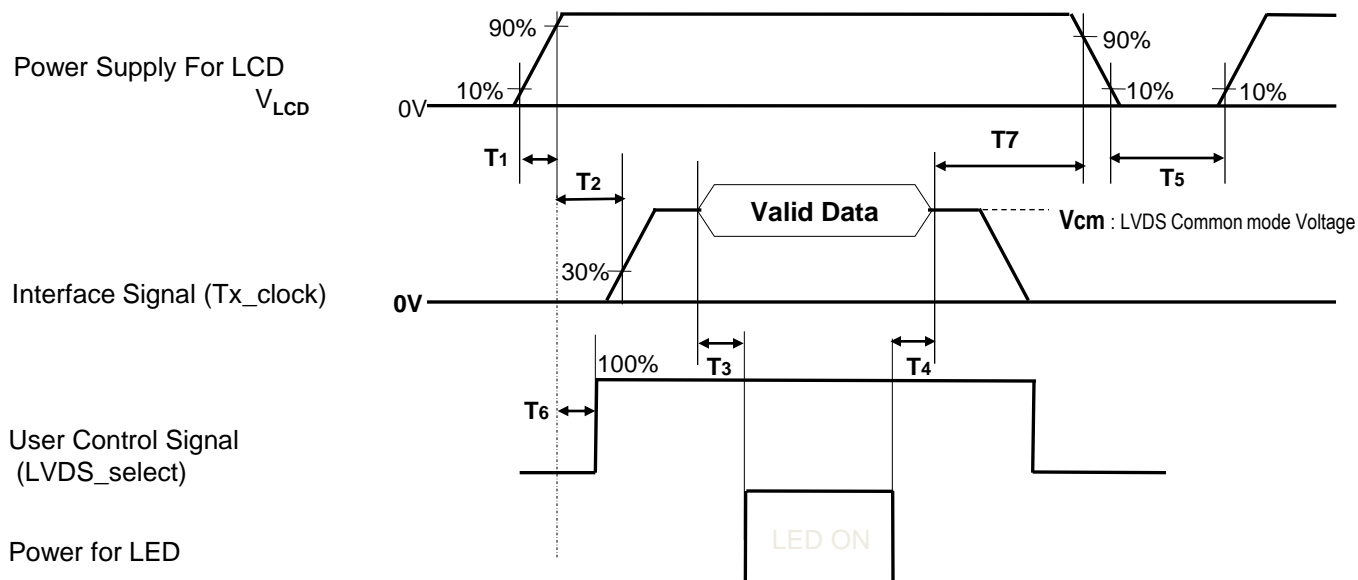 90%
90%
Power Supply For LCD
VLCD
10%
10%
10%
0V
T1
T2
T7
T5
Valid Data
Vcm : LVDS Common mode Voltage
30%
Interface Signal (Tx_clock)
0V
T3
T4
100%
T6
User Control Signal
(LVDS_select)
LED ON
Power for LED